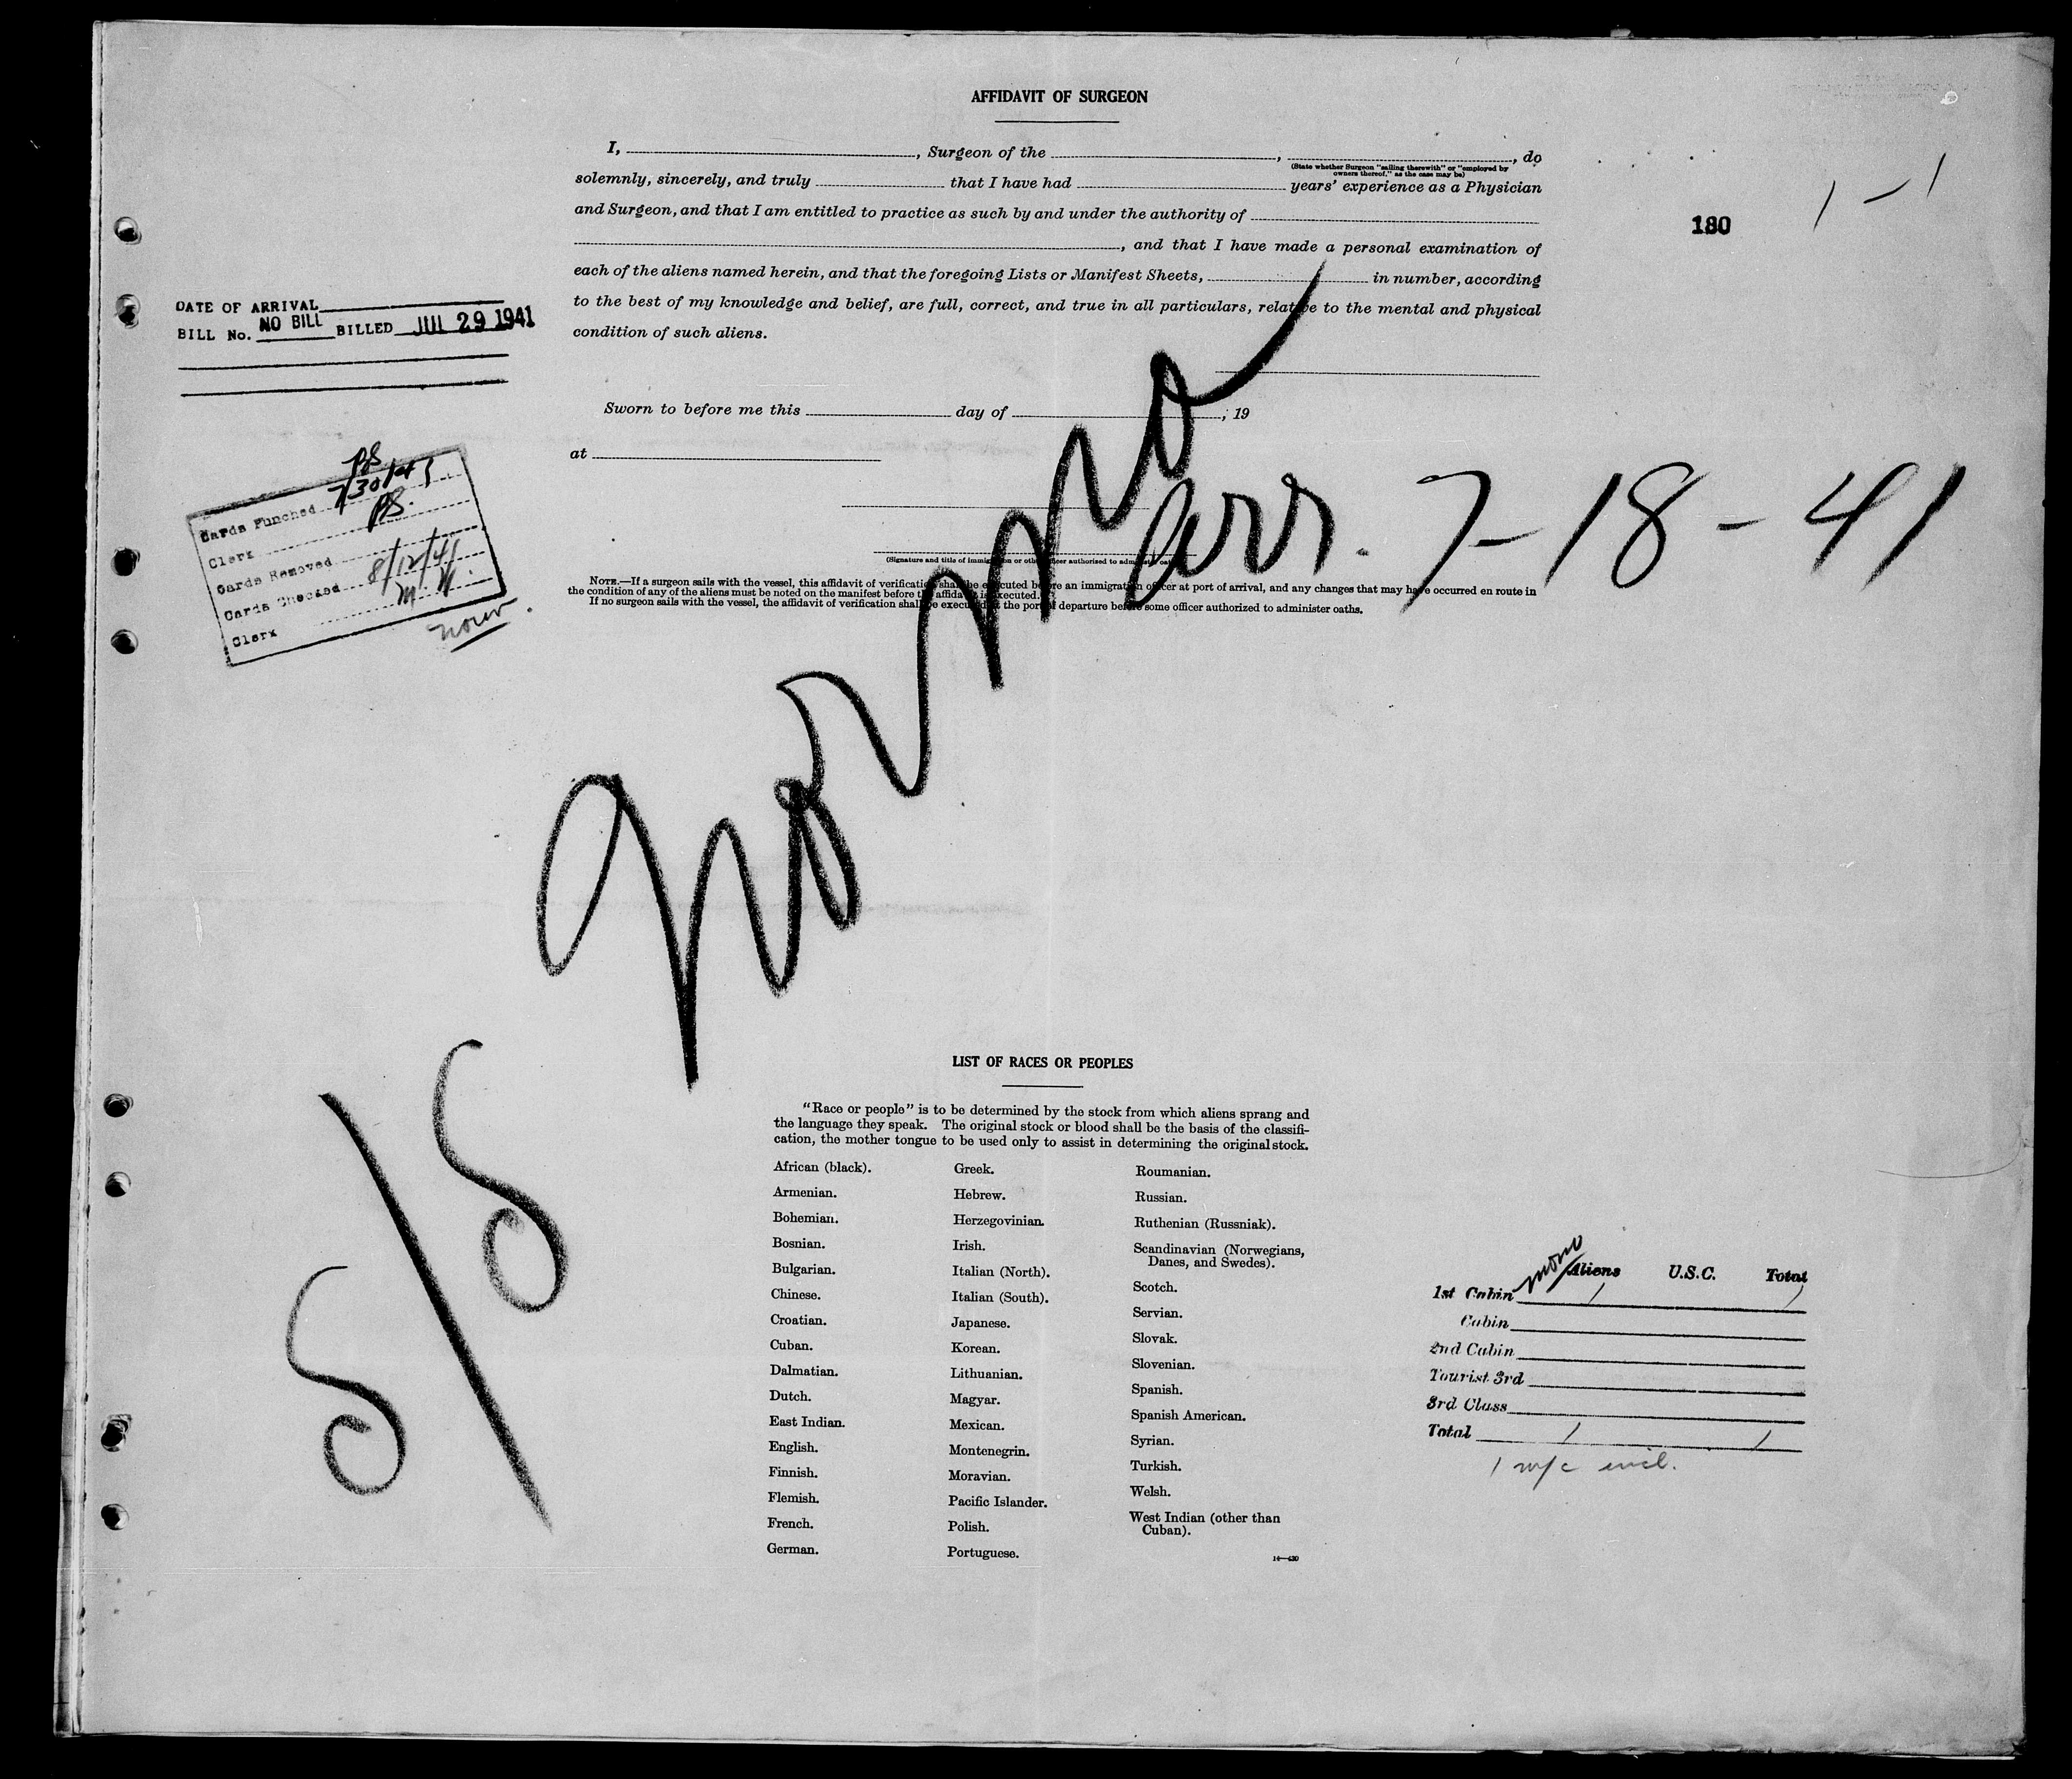 AFFIDAVIT OF SURGEON
I, , Surgeon of the , , do
(State whether Surgeon "sailing therewith" or "employed by
owners thereof," as the case may be)
solemnly, sincerely, and truly that I have had years' experience as a Physician
and Surgeon, and that I am entitled to practice as such by and under the authority of
, and that I have made a personal examination of
each of the aliens named herein, and that the foregoing Lists or Manifest Sheets, in number, according
to the best of my knowledge and belief, are full, correct, and true in all particulars, relative to the mental and physical
condition of such aliens.
180
1 - 1
DATE OF ARRIVAL
BILL No. NO BILL BILLED JUL 29 1941
Sworn to before me this day of , 19
at
(Signature and title of immigration or other officer authorized to administer oaths)
NOTE.—If a surgeon sails with the vessel, this affidavit of verification shall be executed before an immigration officer at port of arrival, and any changes that may have occurred en route in
the condition of any of the aliens must be noted on the manifest before the affidavit is executed.
If no surgeon sails with the vessel, the affidavit of verification shall be executed at the port of departure before some officer authorized to administer oaths.
Cards Punched 7/30/41
Clerk
Cards Removed
Cards Checked 8/12/41
Clerk M.H.
arr. 7-18-41
S/S
LIST OF RACES OR PEOPLES
"Race or people" is to be determined by the stock from which aliens sprang and
the language they speak. The original stock or blood shall be the basis of the classifi-
cation, the mother tongue to be used only to assist in determining the original stock.
African (black).
Armenian.
Bohemian.
Bosnian.
Bulgarian.
Chinese.
Croatian.
Cuban.
Dalmatian.
Dutch.
East Indian.
English.
Finnish.
Flemish.
French.
German.
Greek.
Hebrew.
Herzegovinian.
Irish.
Italian (North).
Italian (South).
Japanese.
Korean.
Lithuanian.
Magyar.
Mexican.
Montenegrin.
Moravian.
Pacific Islander.
Polish.
Portuguese.
Roumanian.
Russian.
Ruthenian (Russniak).
Scandinavian (Norwegians,
Danes, and Swedes).
Scotch.
Servian.
Slovak.
Slovenian.
Spanish.
Spanish American.
Syrian.
Turkish.
Welsh.
West Indian (other than
Cuban).
14—430
Aliens U.S.C. Total
1st Cabin 1 1
Cabin
2nd Cabin
Tourist 3rd
3rd Class
Total 1 1